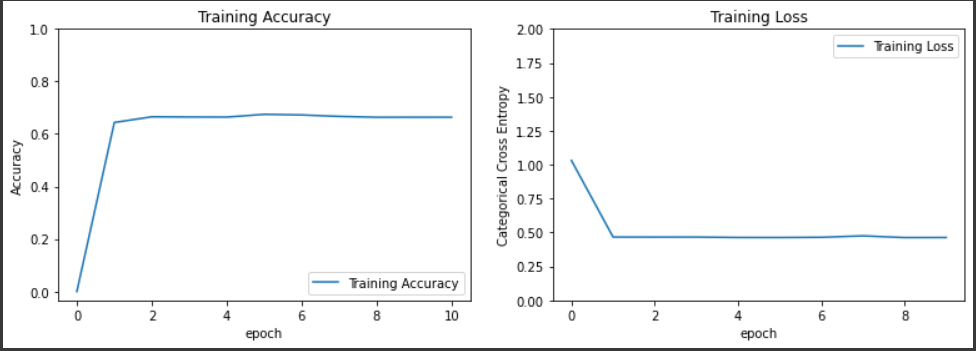 Training Accuracy
1.0
0.8
0.6
0.4
0.2
0.0
Accuracy
Training Accuracy
0 2 4 6 8 10
epoch
Training Loss
2.00
1.75
1.50
1.25
1.00
0.75
0.50
0.25
0.00
Categorical Cross Entropy
Training Loss
0 2 4 6 8
epoch